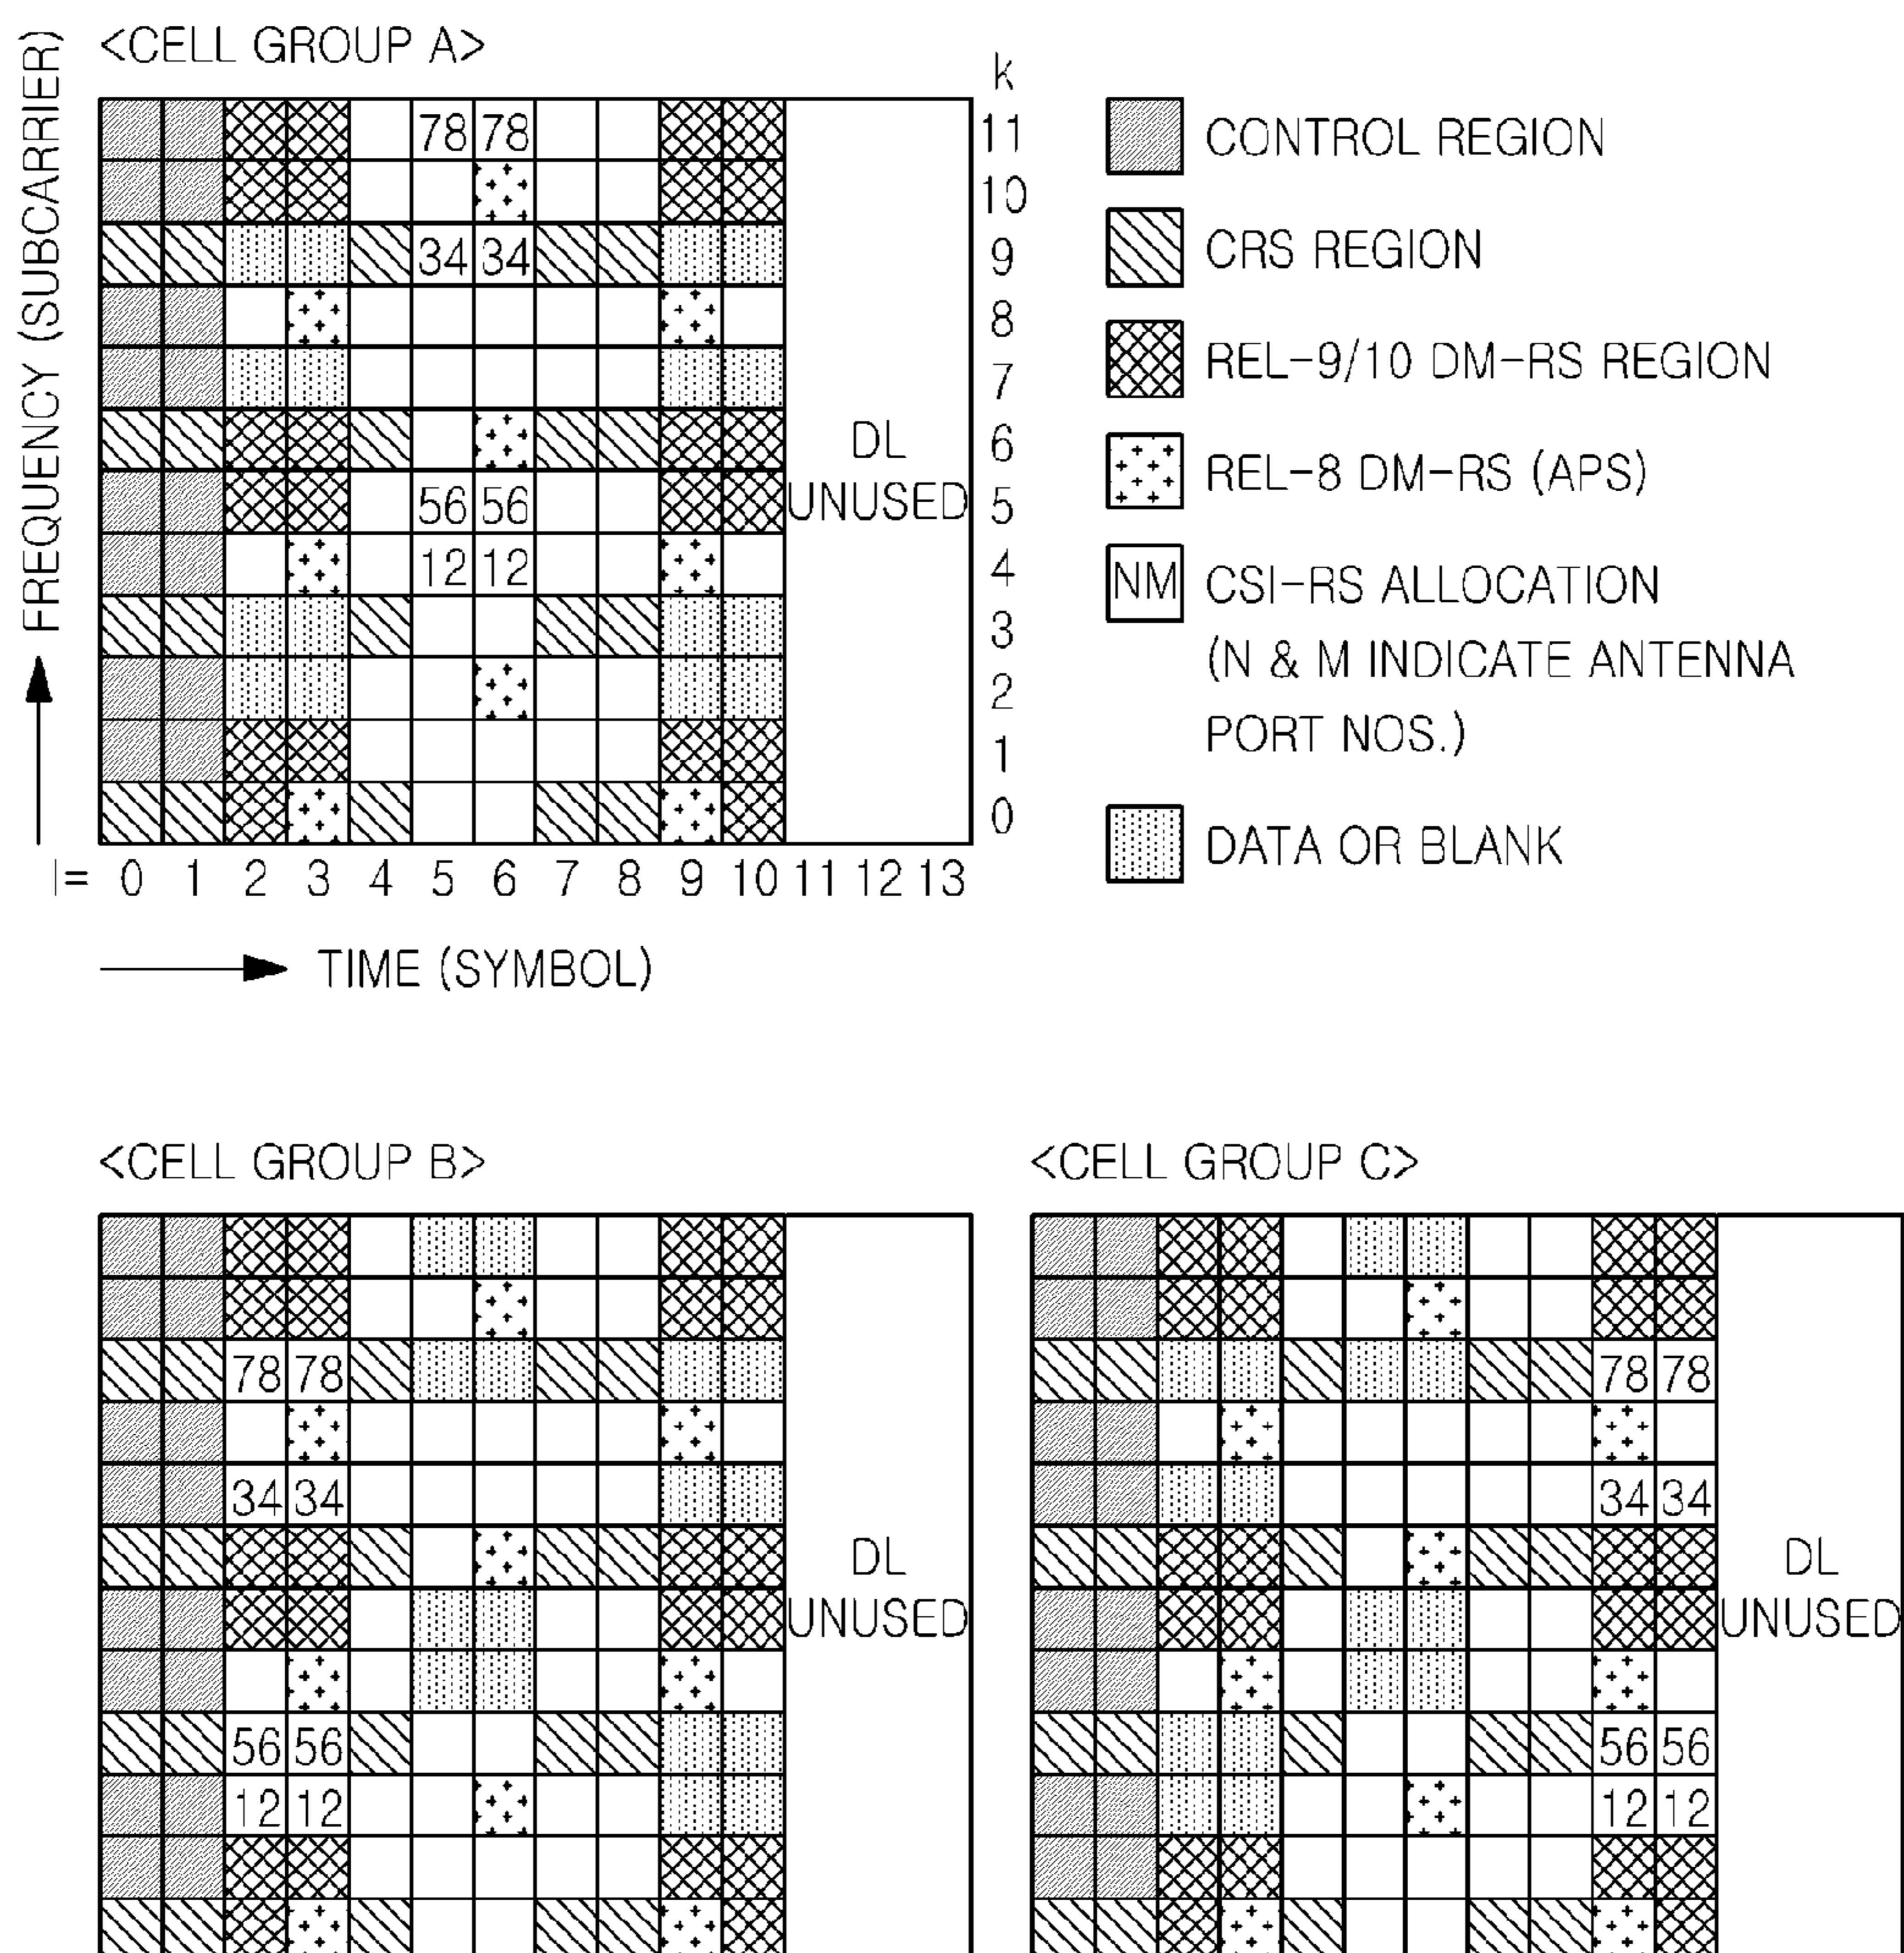 <CELL GROUP A>
k
78 78 11
10
34 34 9
8
7
DL 6
56 56 UNUSED 5
12 12 4
3
2
1
0
l= 0 1 2 3 4 5 6 7 8 9 10 11 12 13
FREQUENCY (SUBCARRIER)
TIME (SYMBOL)
CONTROL REGION
CRS REGION
REL-9/10 DM-RS REGION
REL-8 DM-RS (APS)
NM CSI-RS ALLOCATION
(N & M INDICATE ANTENNA
PORT NOS.)
DATA OR BLANK
<CELL GROUP B>
78 78
34 34
DL
UNUSED
56 56
12 12
<CELL GROUP C>
78 78
34 34
DL
UNUSED
56 56
12 12